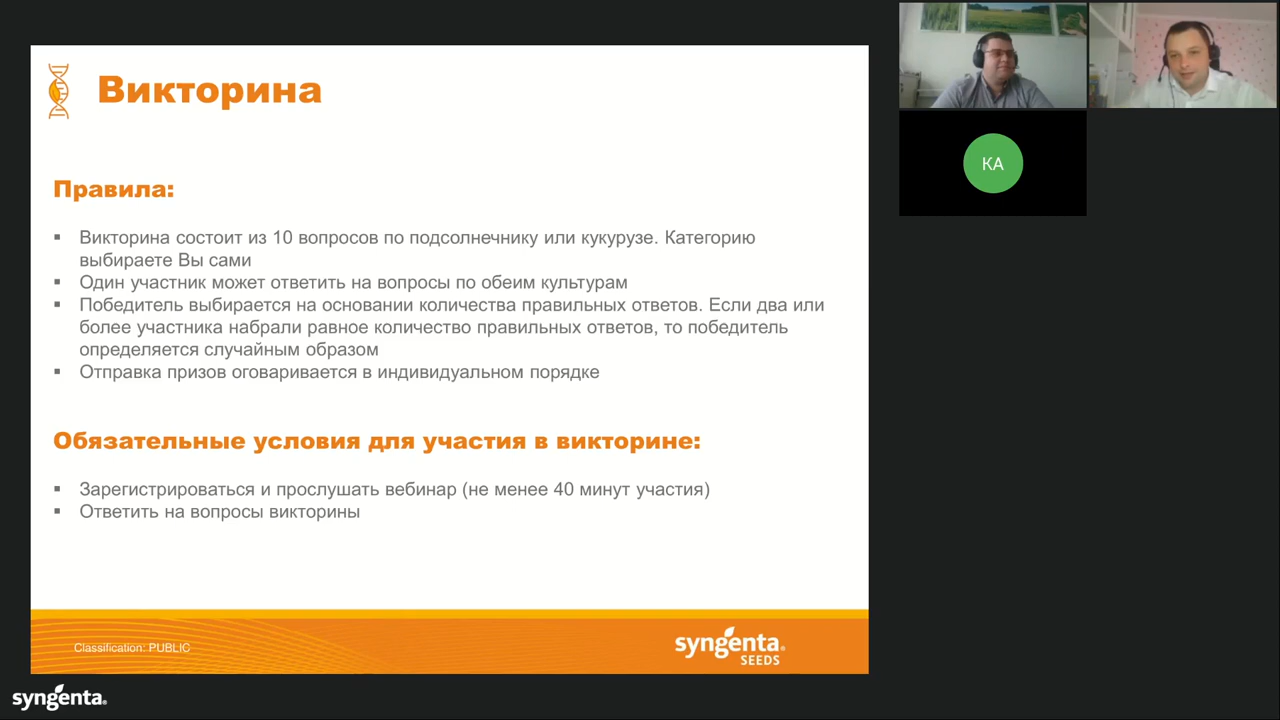 Викторина
Правила:
▪ Викторина состоит из 10 вопросов по подсолнечнику или кукурузе. Категорию
выбираете Вы сами
▪ Один участник может ответить на вопросы по обеим культурам
▪ Победитель выбирается на основании количества правильных ответов. Если два или
более участника набрали равное количество правильных ответов, то победитель
определяется случайным образом
▪ Отправка призов оговаривается в индивидуальном порядке
Обязательные условия для участия в викторине:
▪ Зарегистрироваться и прослушать вебинар (не менее 40 минут участия)
▪ Ответить на вопросы викторины
Classification: PUBLIC
syngenta®
SEEDS
KA
syngenta®